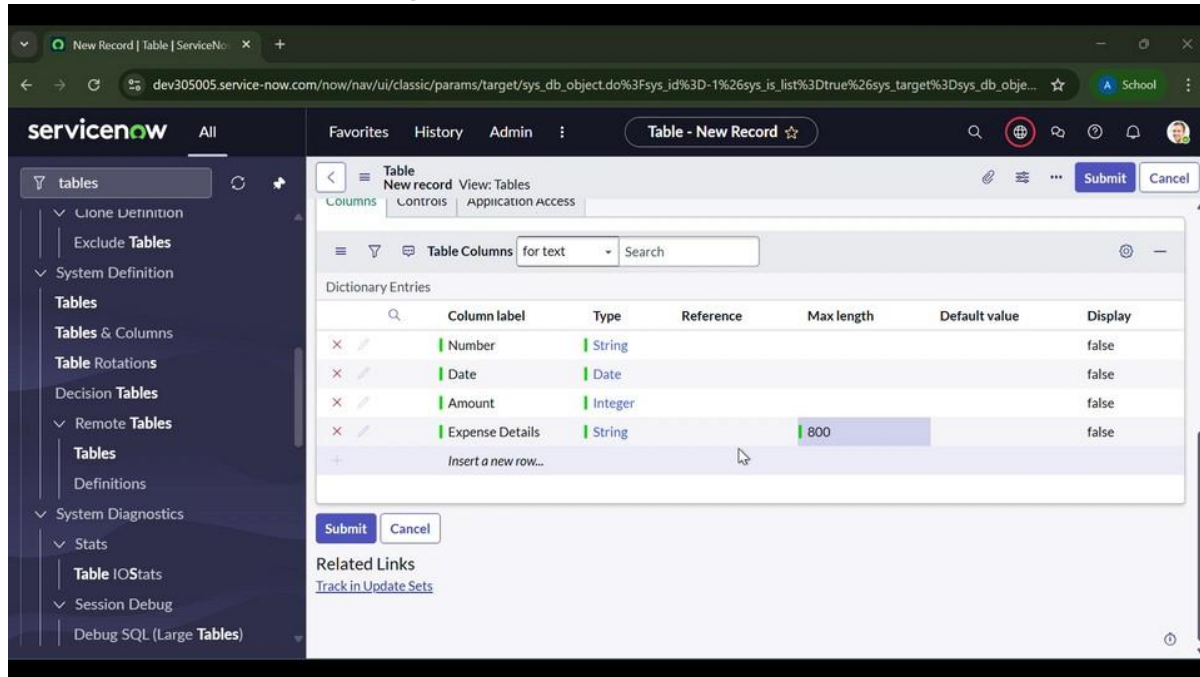 New Record | Table | ServiceNo
dev305005.service-now.com/now/nav/ui/classic/params/target/sys_db_object.do%3Fsys_id%3D-1%26sys_is_list%3Dtrue%26sys_target%3Dsys_db_obje...
A School
servicenow All Favorites History Admin Table - New Record
tables
Clone Definition
Exclude Tables
System Definition
Tables
Tables & Columns
Table Rotations
Decision Tables
Remote Tables
Tables
Definitions
System Diagnostics
Stats
Table IOStats
Session Debug
Debug SQL (Large Tables)
Table
New record View: Tables
Submit Cancel
Columns Controls Application Access
Table Columns for text Search
Dictionary Entries
Column label Type Reference Max length Default value Display
Number String false
Date Date false
Amount Integer false
Expense Details String 800 false
Insert a new row...
Submit Cancel
Related Links
Track in Update Sets